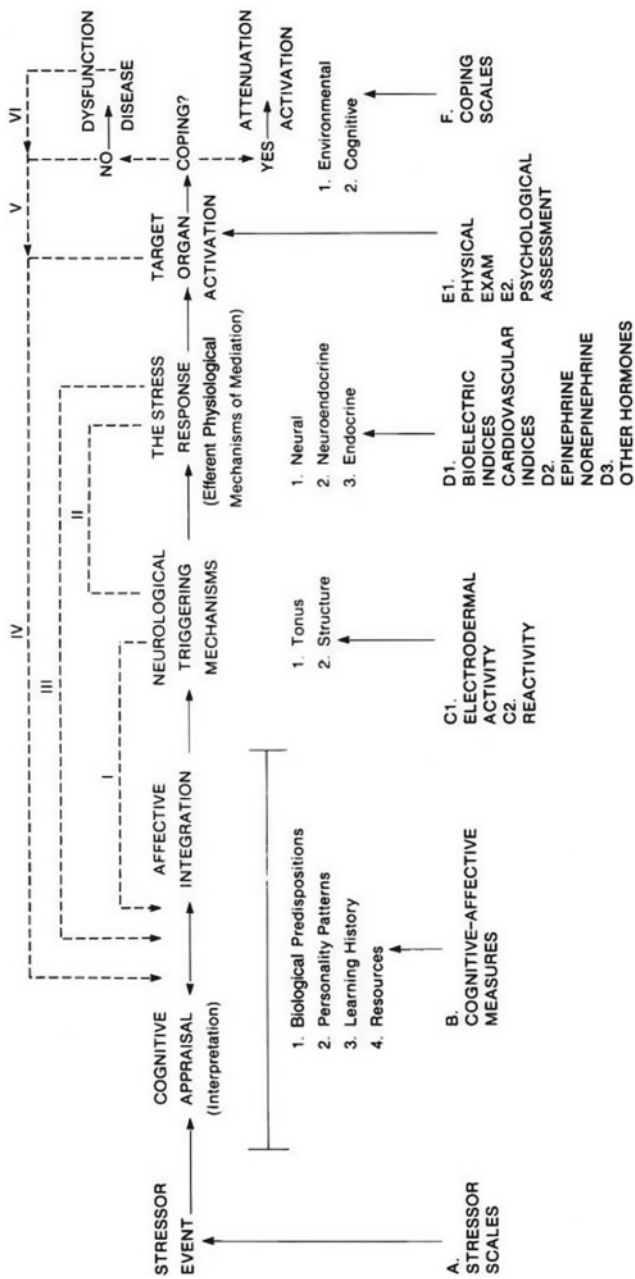 IV
V
VI
III
II
I
STRESSOR
EVENT
COGNITIVE
APPRAISAL
(Interpretation)
AFFECTIVE
INTEGRATION
NEUROLOGICAL
TRIGGERING
MECHANISMS
THE STRESS
RESPONSE
(Efferent Physiological
Mechanisms of Mediation)
TARGET
ORGAN
ACTIVATION
COPING?
NO
DYSFUNCTION
DISEASE
YES
ATTENUATION
ACTIVATION
1. Biological Predispositions
2. Personality Patterns
3. Learning History
4. Resources
1. Tonus
2. Structure
1. Neural
2. Neuroendocrine
3. Endocrine
1. Environmental
2. Cognitive
A.
STRESSOR
SCALES
B.
COGNITIVE–AFFECTIVE
MEASURES
C1.
ELECTRODERMAL
ACTIVITY
C2.
REACTIVITY
D1.
BIOELECTRIC
INDICES
CARDIOVASCULAR
INDICES
D2.
EPINEPHRINE
NOREPINEPHRINE
D3.
OTHER HORMONES
E1.
PHYSICAL
EXAM
E2.
PSYCHOLOGICAL
ASSESSMENT
F.
COPING
SCALES